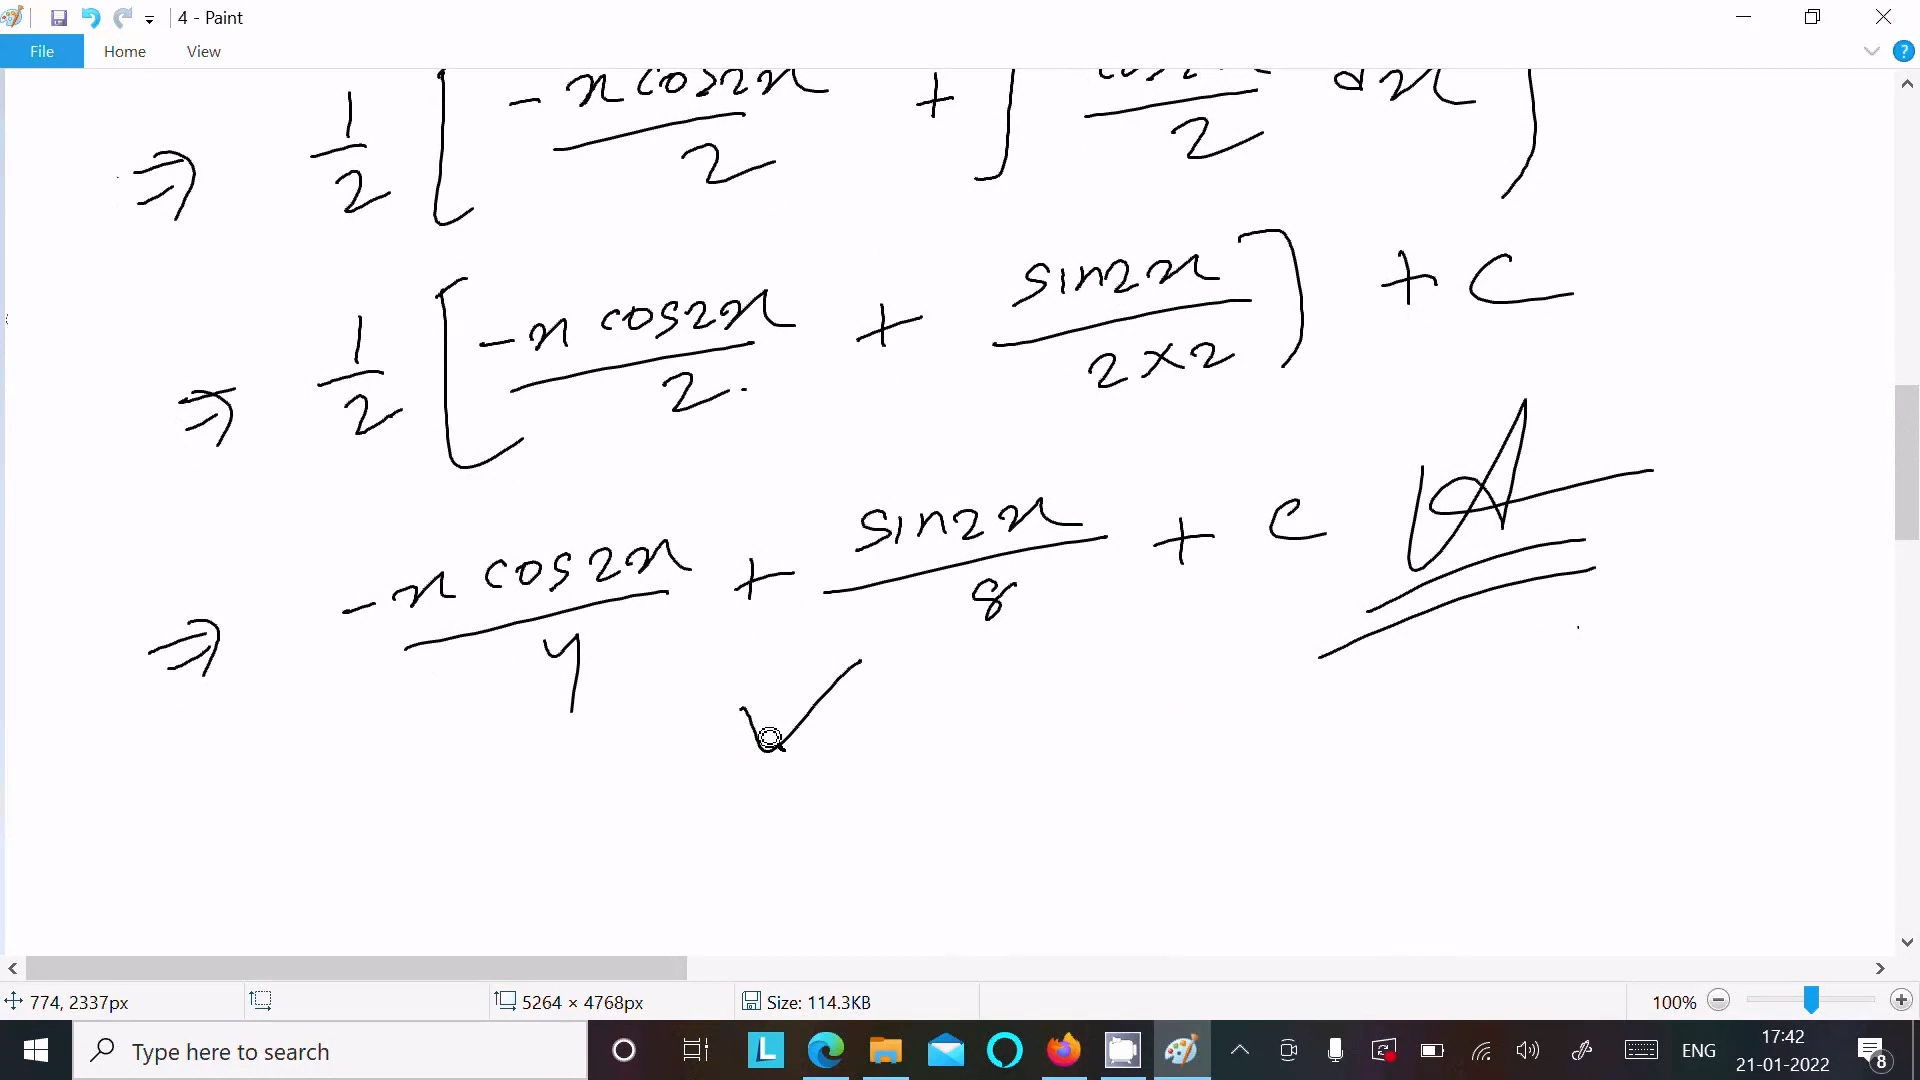 4 - Paint
File Home View
⇒ 1/2 [ -x cos2x/2 + ∫ cos2x/2 dx ]
⇒ 1/2 [ -x cos2x/2 + sin2x/2×2 ] + C
⇒ -x cos2x/4 + sin2x/8 + C
774, 2337px 5264 × 4768px Size: 114.3KB 100%
Type here to search L ENG 17:42
21-01-2022 8